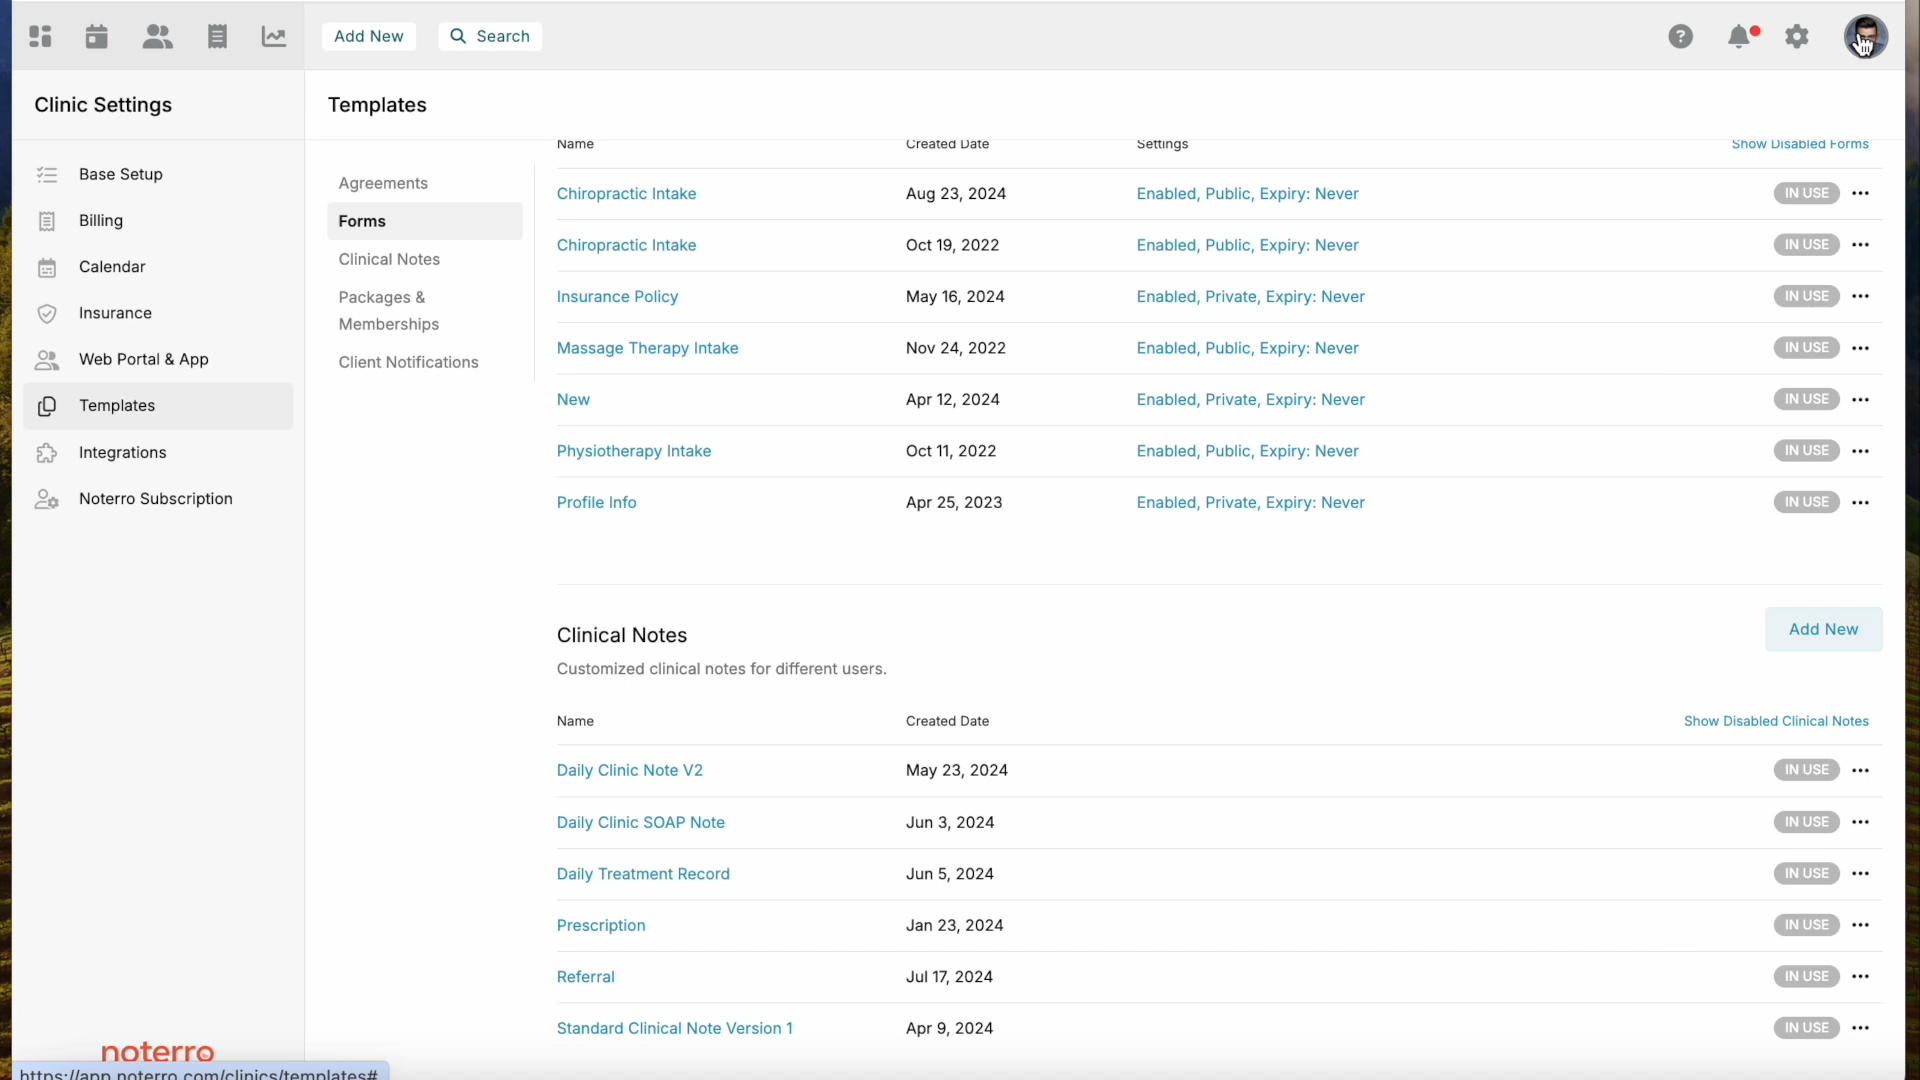 Add New
Search
?
Clinic Settings
Templates
Base Setup
Billing
Calendar
Insurance
Web Portal & App
Templates
Integrations
Noterro Subscription
Agreements
Forms
Clinical Notes
Packages &
Memberships
Client Notifications
Name Created Date Settings Show Disabled Forms
Chiropractic Intake Aug 23, 2024 Enabled, Public, Expiry: Never IN USE
Chiropractic Intake Oct 19, 2022 Enabled, Public, Expiry: Never IN USE
Insurance Policy May 16, 2024 Enabled, Private, Expiry: Never IN USE
Massage Therapy Intake Nov 24, 2022 Enabled, Public, Expiry: Never IN USE
New Apr 12, 2024 Enabled, Private, Expiry: Never IN USE
Physiotherapy Intake Oct 11, 2022 Enabled, Public, Expiry: Never IN USE
Profile Info Apr 25, 2023 Enabled, Private, Expiry: Never IN USE
Clinical Notes Add New
Customized clinical notes for different users.
Name Created Date Show Disabled Clinical Notes
Daily Clinic Note V2 May 23, 2024 IN USE
Daily Clinic SOAP Note Jun 3, 2024 IN USE
Daily Treatment Record Jun 5, 2024 IN USE
Prescription Jan 23, 2024 IN USE
Referral Jul 17, 2024 IN USE
Standard Clinical Note Version 1 Apr 9, 2024 IN USE
noterro
https://app.noterro.com/clinics/templates#